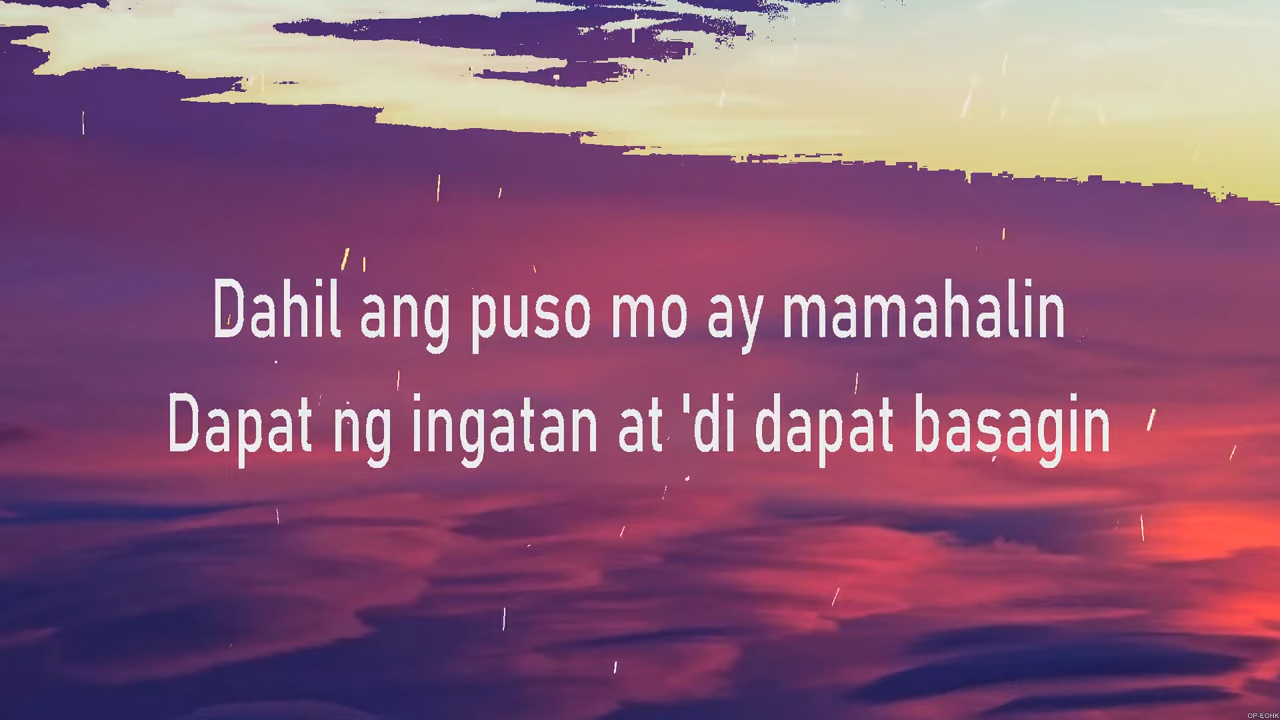 Dahil ang puso mo ay mamahalin
Dapat ng ingatan at 'di dapat basagin